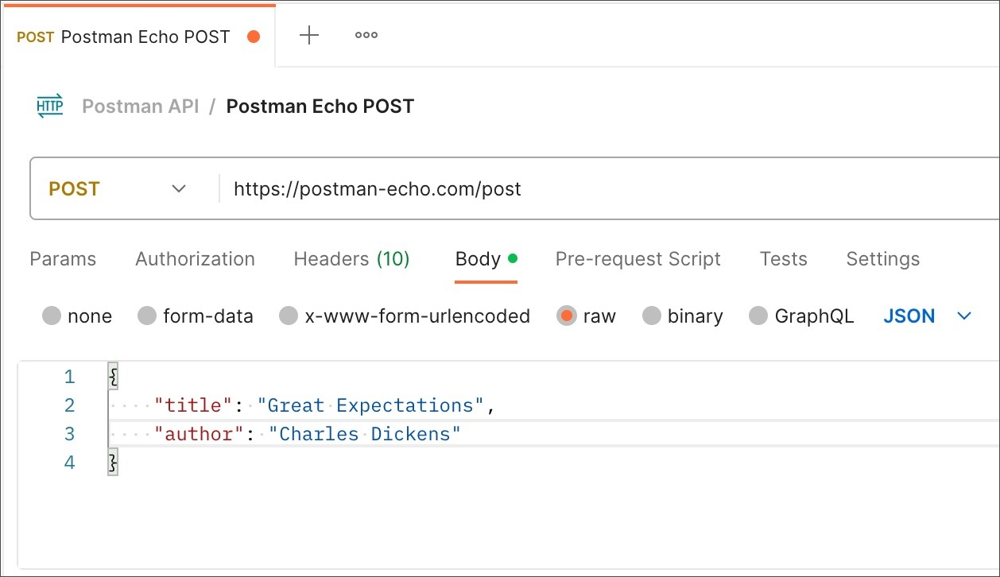 POST Postman Echo POST
HTTP Postman API / Postman Echo POST
POST https://postman-echo.com/post
Params Authorization Headers (10) Body Pre-request Script Tests Settings
none form-data x-www-form-urlencoded raw binary GraphQL JSON
1 {
2 "title": "Great Expectations",
3 "author": "Charles Dickens"
4 }